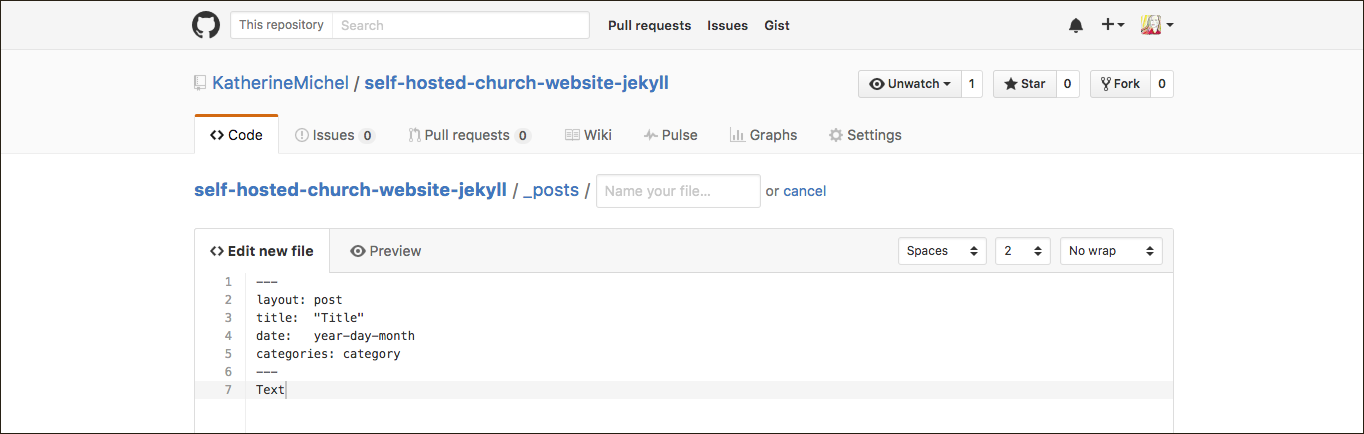 This repository Search Pull requests Issues Gist
KatherineMichel / self-hosted-church-website-jekyll Unwatch 1 Star 0 Fork 0
Code Issues 0 Pull requests 0 Wiki Pulse Graphs Settings
self-hosted-church-website-jekyll / _posts / Name your file... or cancel
Edit new file Preview Spaces 2 No wrap
1 ---
2 layout: post
3 title:  "Title"
4 date:   year-day-month
5 categories: category
6 ---
7 Text